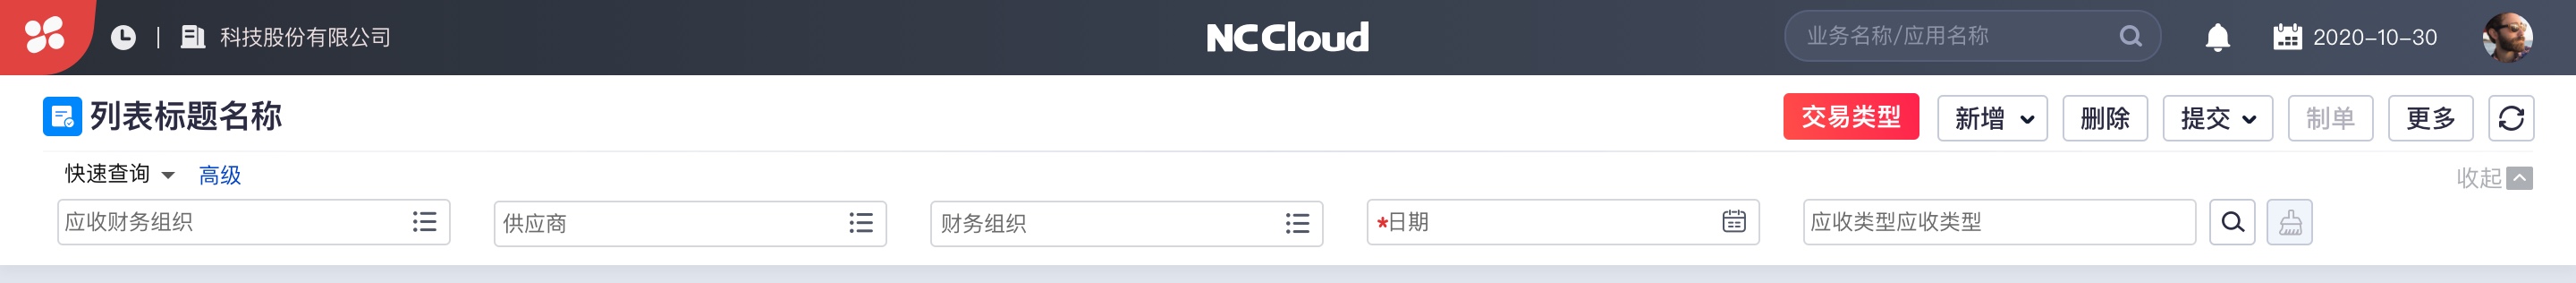 科技股份有限公司 NCCloud 业务名称/应用名称 2020-10-30
列表标题名称 交易类型 新增 删除 提交 制单 更多
快速查询 高级 收起
应收财务组织 供应商 财务组织 *日期 应收类型应收类型